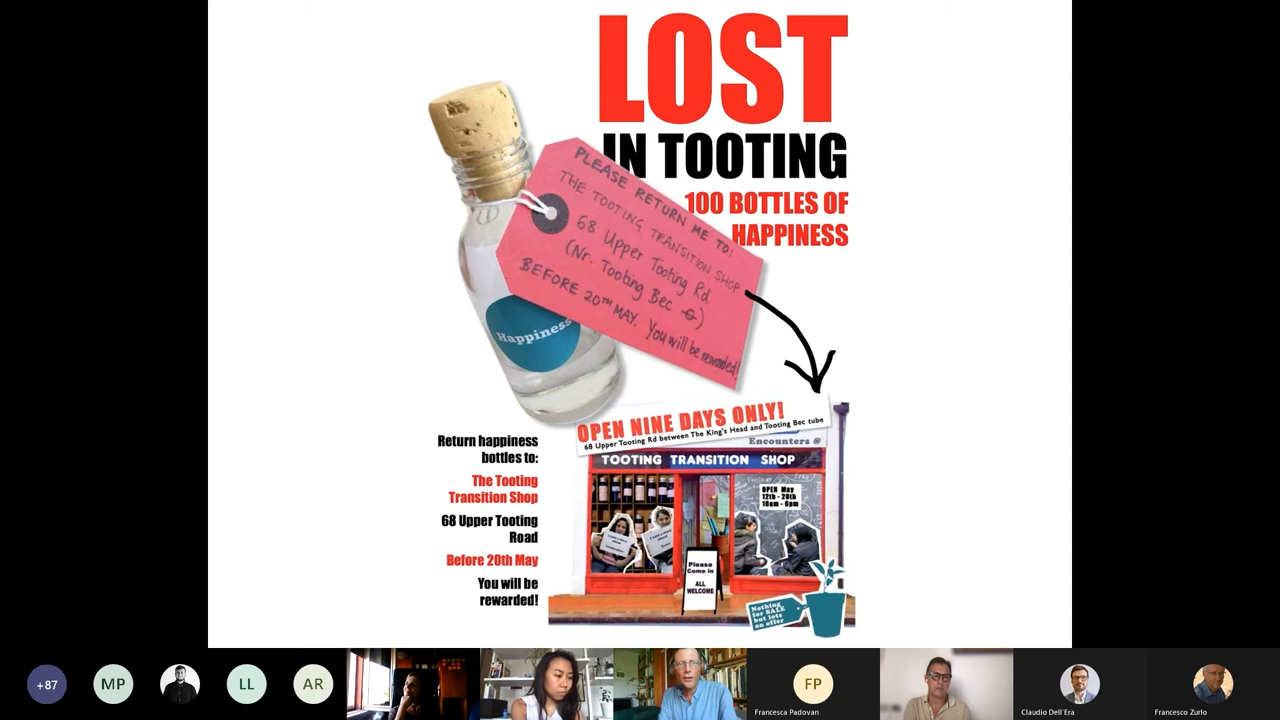 LOST
IN TOOTING
100 BOTTLES OF
HAPPINESS
PLEASE RETURN ME TO:
THE TOOTING TRANSITION SHOP
68 Upper Tooting Rd
(Nr. Tooting Bec )
BEFORE 20TH MAY. You will be rewarded!
Happiness
OPEN NINE DAYS ONLY!
68 Upper Tooting Rd between The King's Head and Tooting Bec tube
Encounters @
TOOTING TRANSITION SHOP
OPEN May
12th - 20th
10am - 6pm
Please
Come in
ALL
WELCOME
Nothing
for SALE
but lots
on offer
Return happiness
bottles to:
The Tooting
Transition Shop
68 Upper Tooting
Road
Before 20th May
You will be
rewarded!
+87
MP
LL
AR
FP
Francesca Padovan
Claudio Dell'Era
Francesco Zurlo